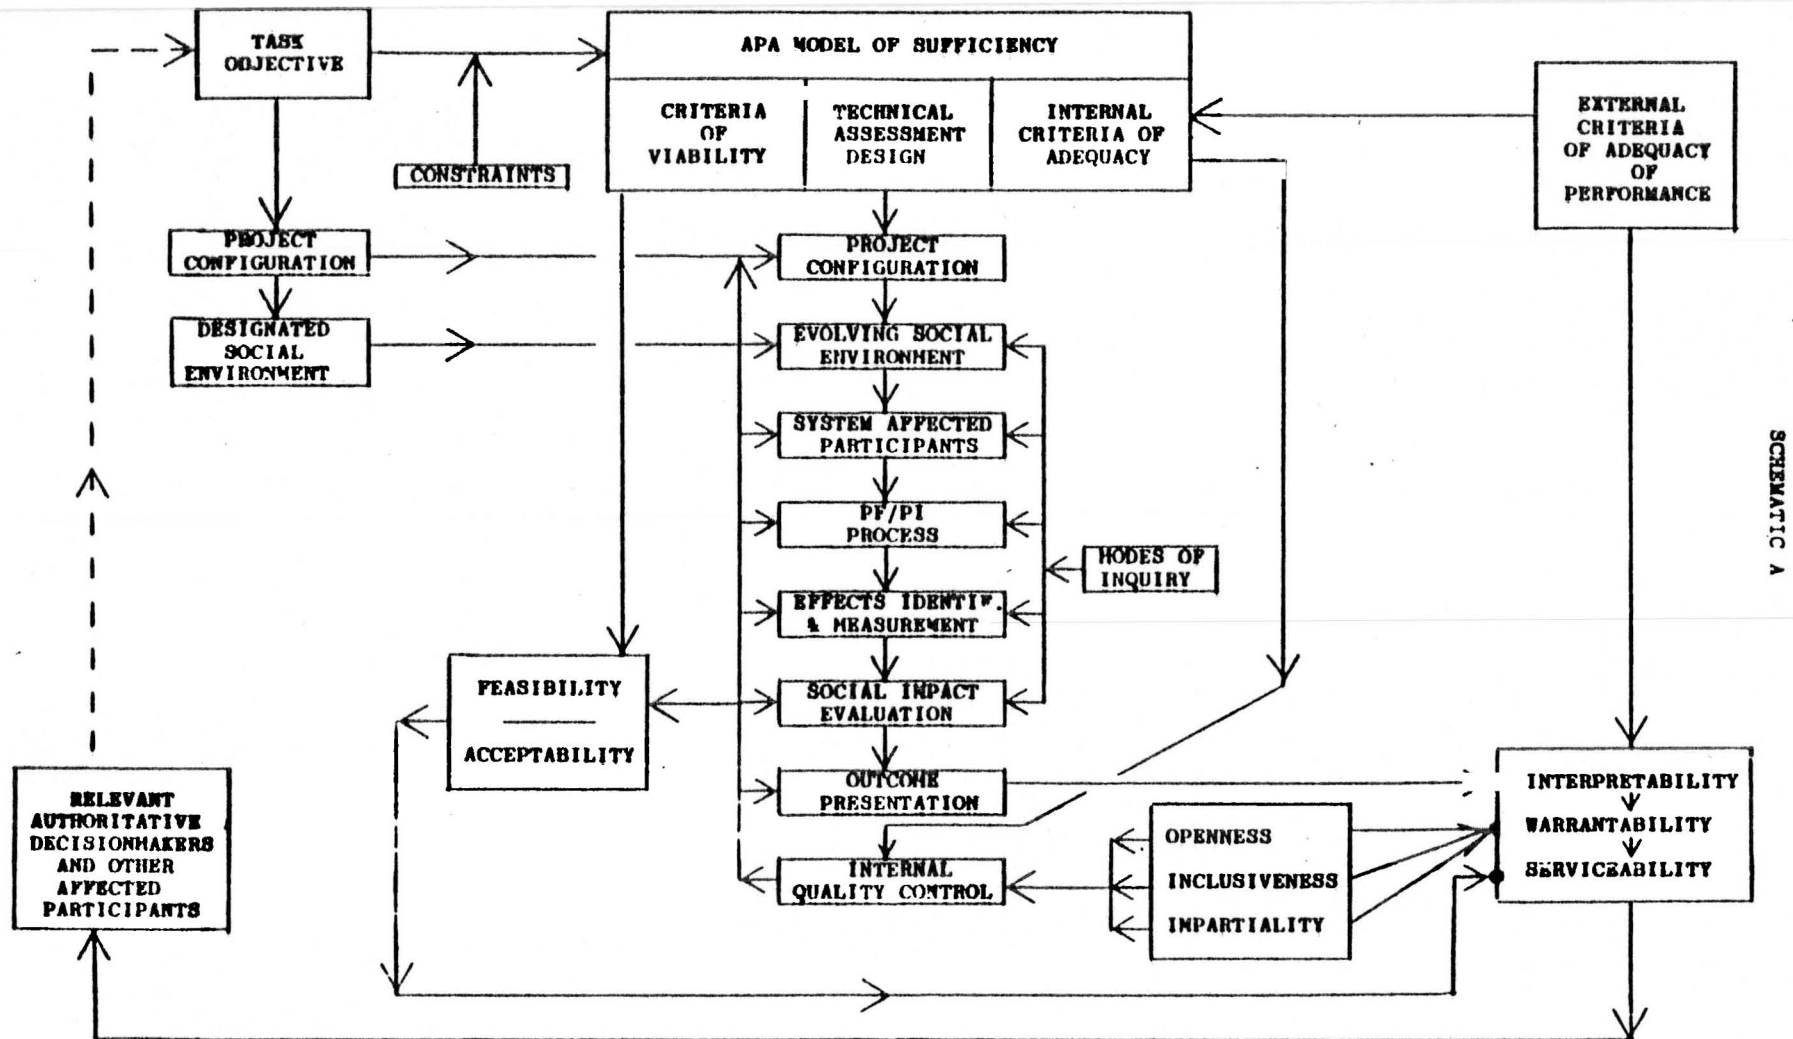 TASK
OBJECTIVE
APA MODEL OF SUFFICIENCY
CRITERIA
OF
VIABILITY
TECHNICAL
ASSESSMENT
DESIGN
INTERNAL
CRITERIA OF
ADEQUACY
EXTERNAL
CRITERIA
OF ADEQUACY
OF
PERFORMANCE
CONSTRAINTS
PROJECT
CONFIGURATION
DESIGNATED
SOCIAL
ENVIRONMENT
PROJECT
CONFIGURATION
EVOLVING SOCIAL
ENVIRONMENT
SYSTEM AFFECTED
PARTICIPANTS
PF/PI
PROCESS
EFFECTS IDENTIF.
& MEASUREMENT
SOCIAL IMPACT
EVALUATION
OUTCOME
PRESENTATION
INTERNAL
QUALITY CONTROL
MODES OF
INQUIRY
FEASIBILITY
ACCEPTABILITY
RELEVANT
AUTHORITATIVE
DECISIONMAKERS
AND OTHER
AFFECTED
PARTICIPANTS
OPENNESS
INCLUSIVENESS
IMPARTIALITY
INTERPRETABILITY
WARRANTABILITY
SERVICEABILITY
SCHEMATIC A